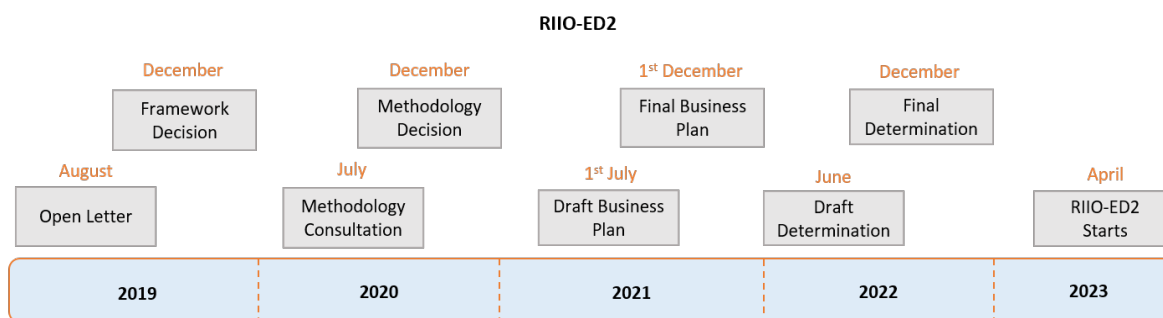 RIIO-ED2
December
December
1st December
December
Framework
Decision
Methodology
Decision
Final Business
Plan
Final
Determination
August
July
1st July
June
April
Open Letter
Methodology
Consultation
Draft Business
Plan
Draft
Determination
RIIO-ED2
Starts
2019
2020
2021
2022
2023